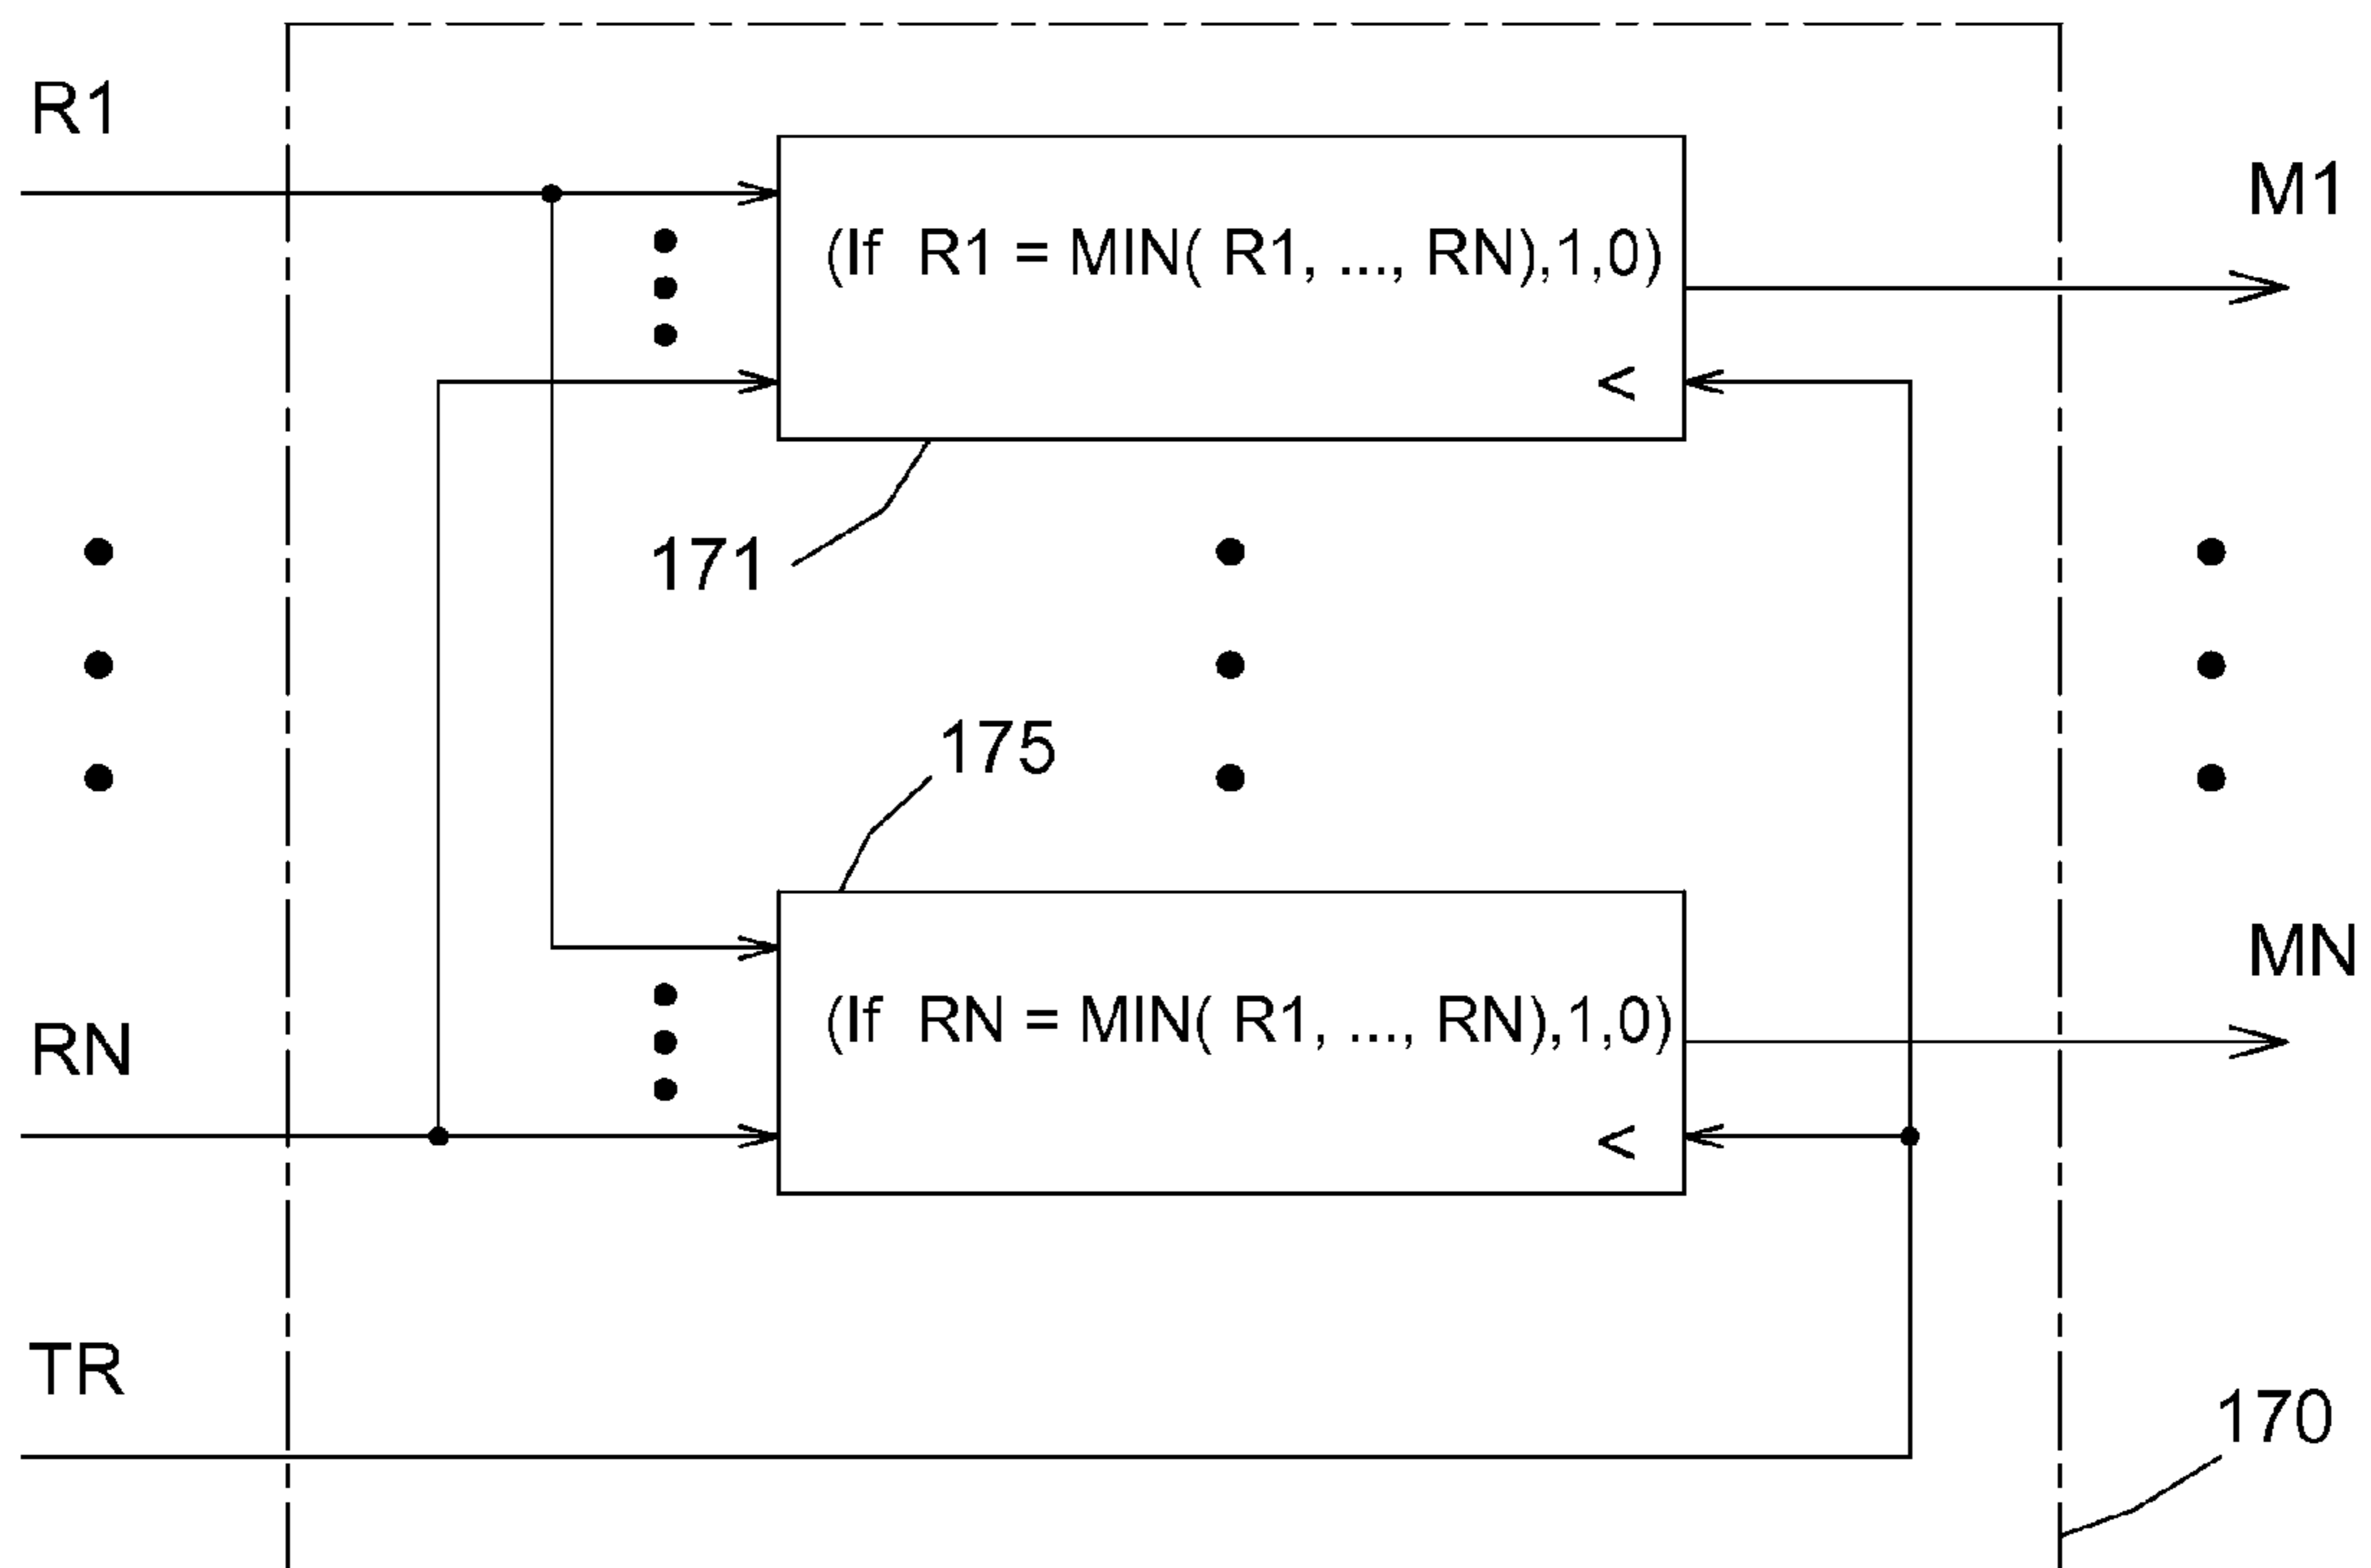 R1
M1
(If R1 = MIN( R1, ..., RN),1,0)
<
171
175
MN
RN
(If RN = MIN( R1, ..., RN),1,0)
<
TR
170